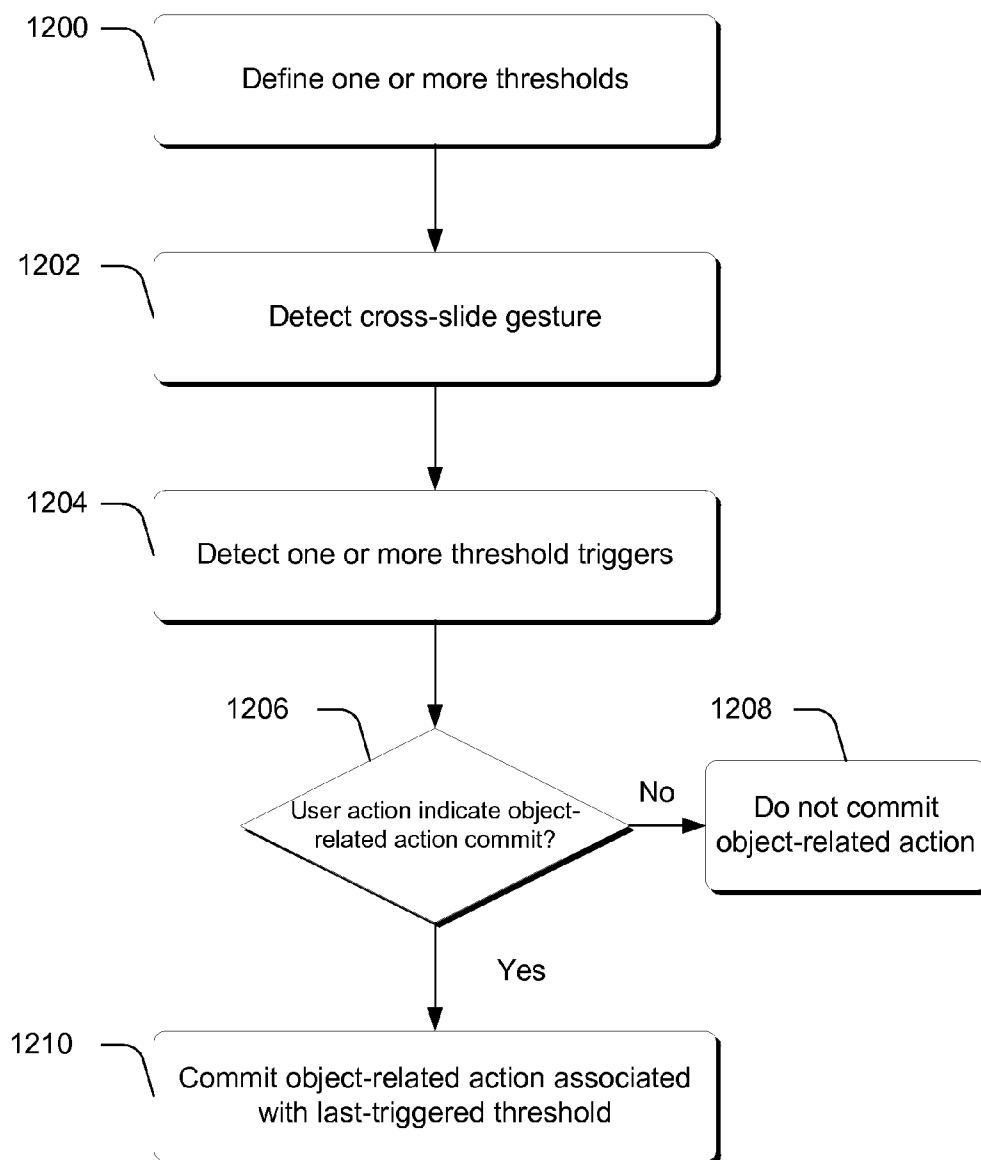 1200
Define one or more thresholds
1202
Detect cross-slide gesture
1204
Detect one or more threshold triggers
1206
1208
User action indicate object-
related action commit?
No
Do not commit
object-related action
Yes
1210
Commit object-related action associated
with last-triggered threshold